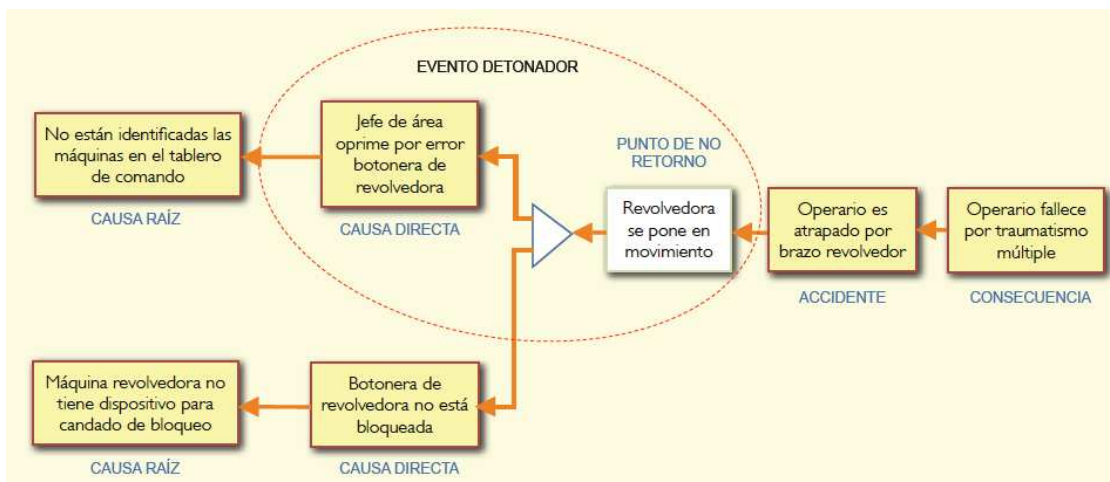 EVENTO DETONADOR
No están identificadas las
máquinas en el tablero
de comando
CAUSA RAÍZ
Jefe de área
oprime por error
botonera de
revolvedora
CAUSA DIRECTA
PUNTO DE NO
RETORNO
Revolvedora
se pone en
movimiento
Operario es
atrapado por
brazo revolvedor
ACCIDENTE
Operario fallece
por traumatismo
múltiple
CONSECUENCIA
Máquina revolvedora no
tiene dispositivo para
candado de bloqueo
CAUSA RAÍZ
Botonera de
revolvedora no está
bloqueada
CAUSA DIRECTA